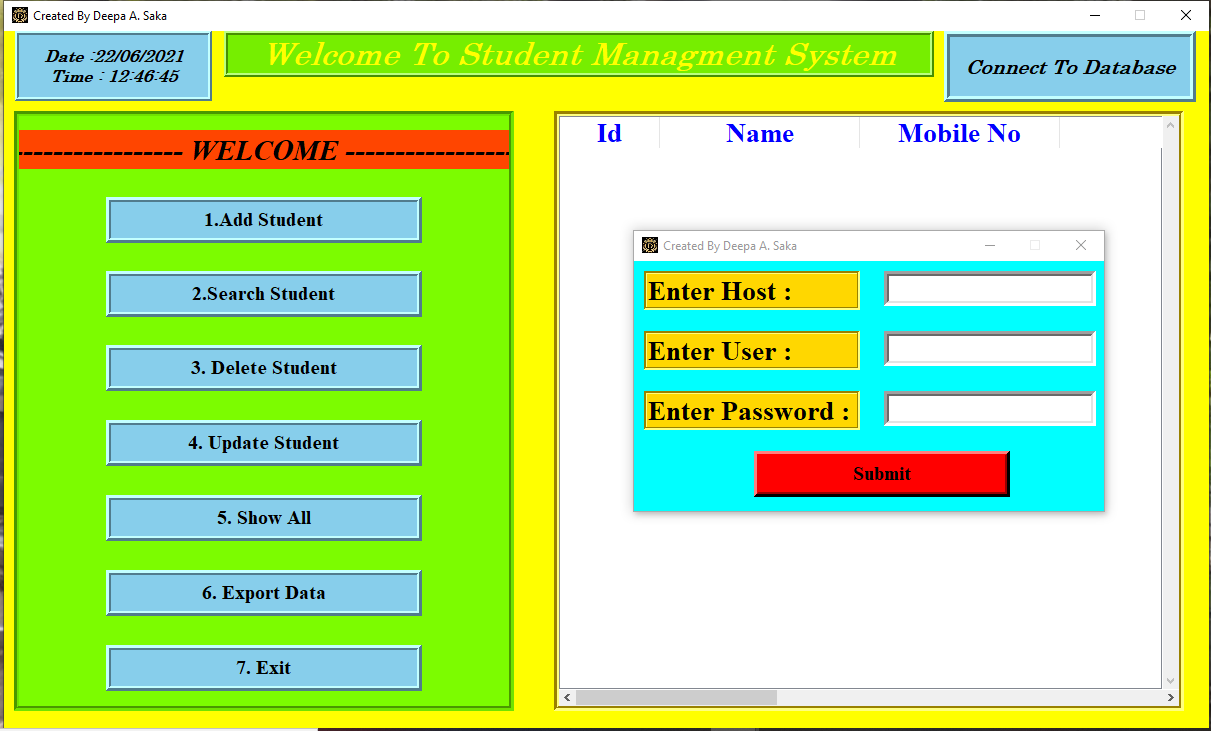 Created By Deepa A. Saka
Date :22/06/2021
Time : 12:46:45
Welcome To Student Managment System
Connect To Database
----------------- WELCOME -----------------
1.Add Student
2.Search Student
3. Delete Student
4. Update Student
5. Show All
6. Export Data
7. Exit
Id Name Mobile No
Created By Deepa A. Saka
Enter Host :
Enter User :
Enter Password :
Submit